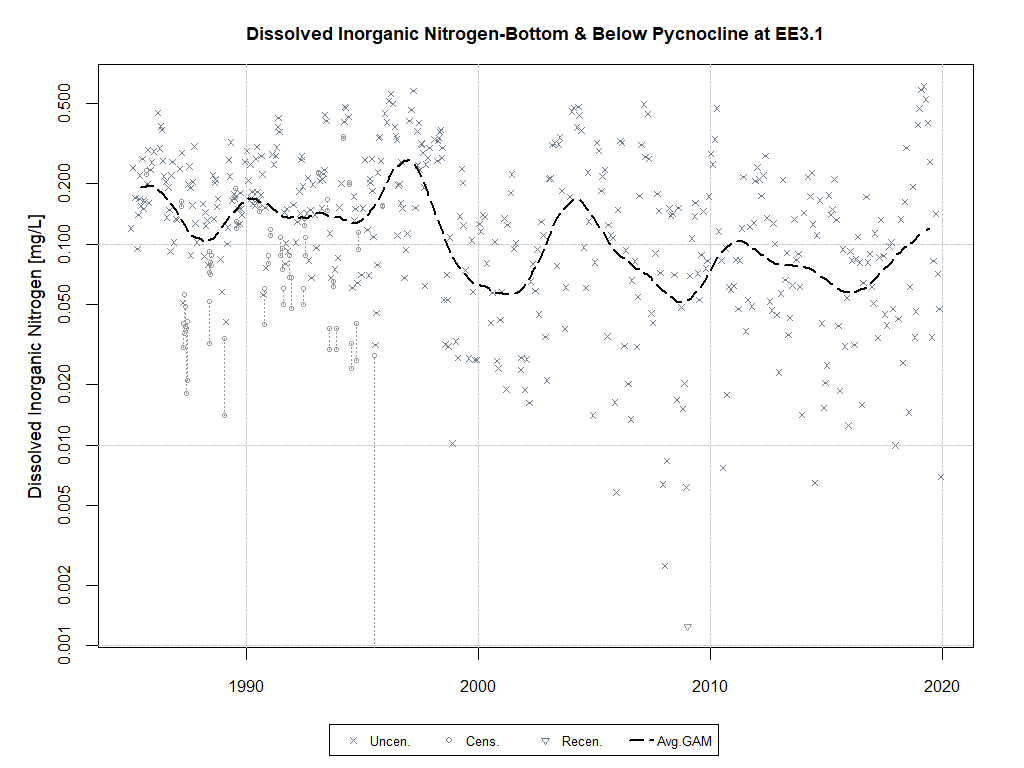 Dissolved Inorganic Nitrogen-Bottom & Below Pycnocline at EE3.1
Dissolved Inorganic Nitrogen [mg/L]
0.500
0.200
0.100
0.050
0.020
0.010
0.005
0.002
0.001
1990 2000 2010 2020
Uncen. Cens. Recen. Avg.GAM